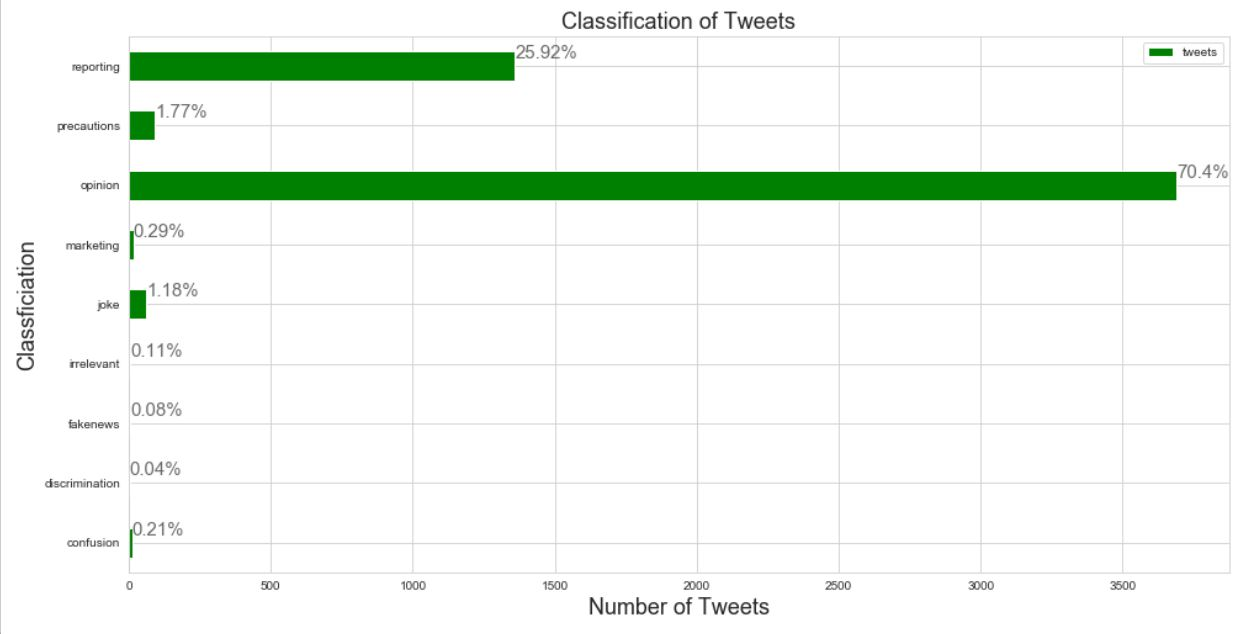 Classification of Tweets
tweets
reporting
25.92%
precautions
1.77%
opinion
70.4%
marketing
0.29%
joke
1.18%
irrelevant
0.11%
fakenews
0.08%
discrimination
0.04%
confusion
0.21%
Classficiation
0 500 1000 1500 2000 2500 3000 3500
Number of Tweets